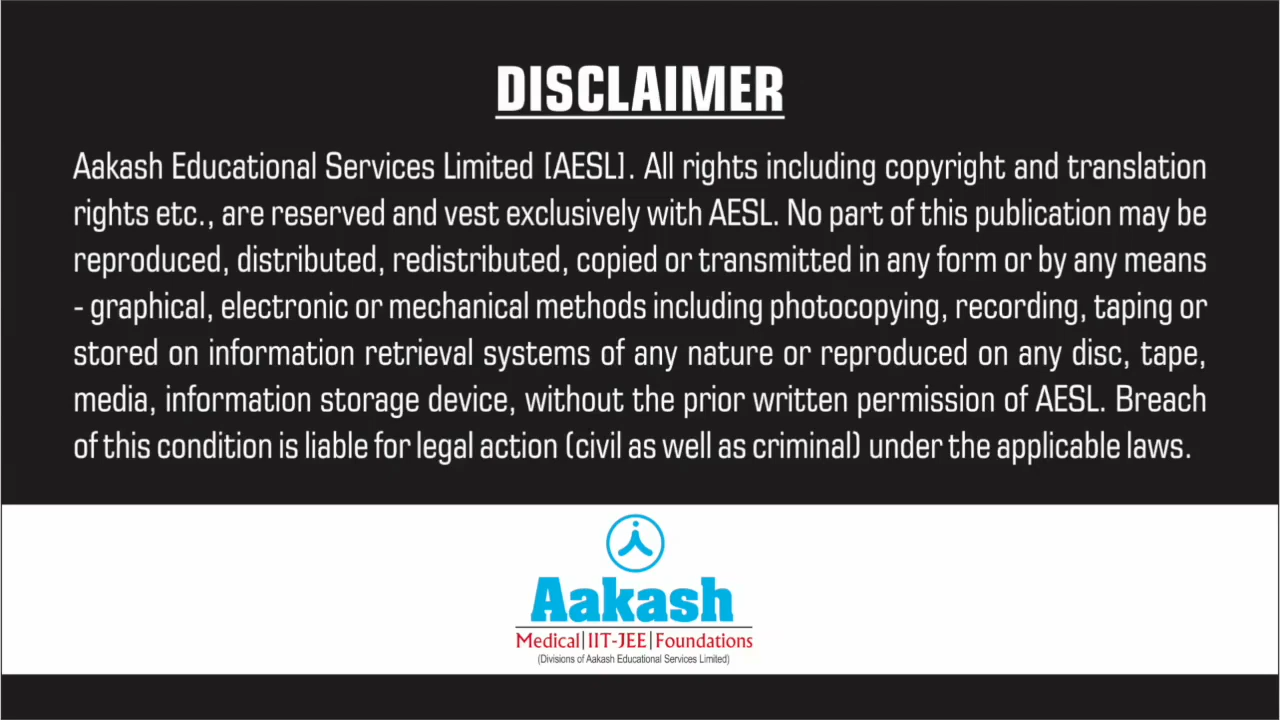 DISCLAIMER
Aakash Educational Services Limited [AESL]. All rights including copyright and translation
rights etc., are reserved and vest exclusively with AESL. No part of this publication may be
reproduced, distributed, redistributed, copied or transmitted in any form or by any means
- graphical, electronic or mechanical methods including photocopying, recording, taping or
stored on information retrieval systems of any nature or reproduced on any disc, tape,
media, information storage device, without the prior written permission of AESL. Breach
of this condition is liable for legal action (civil as well as criminal) under the applicable laws.
Aakash
Medical|IIT-JEE|Foundations
(Divisions of Aakash Educational Services Limited)